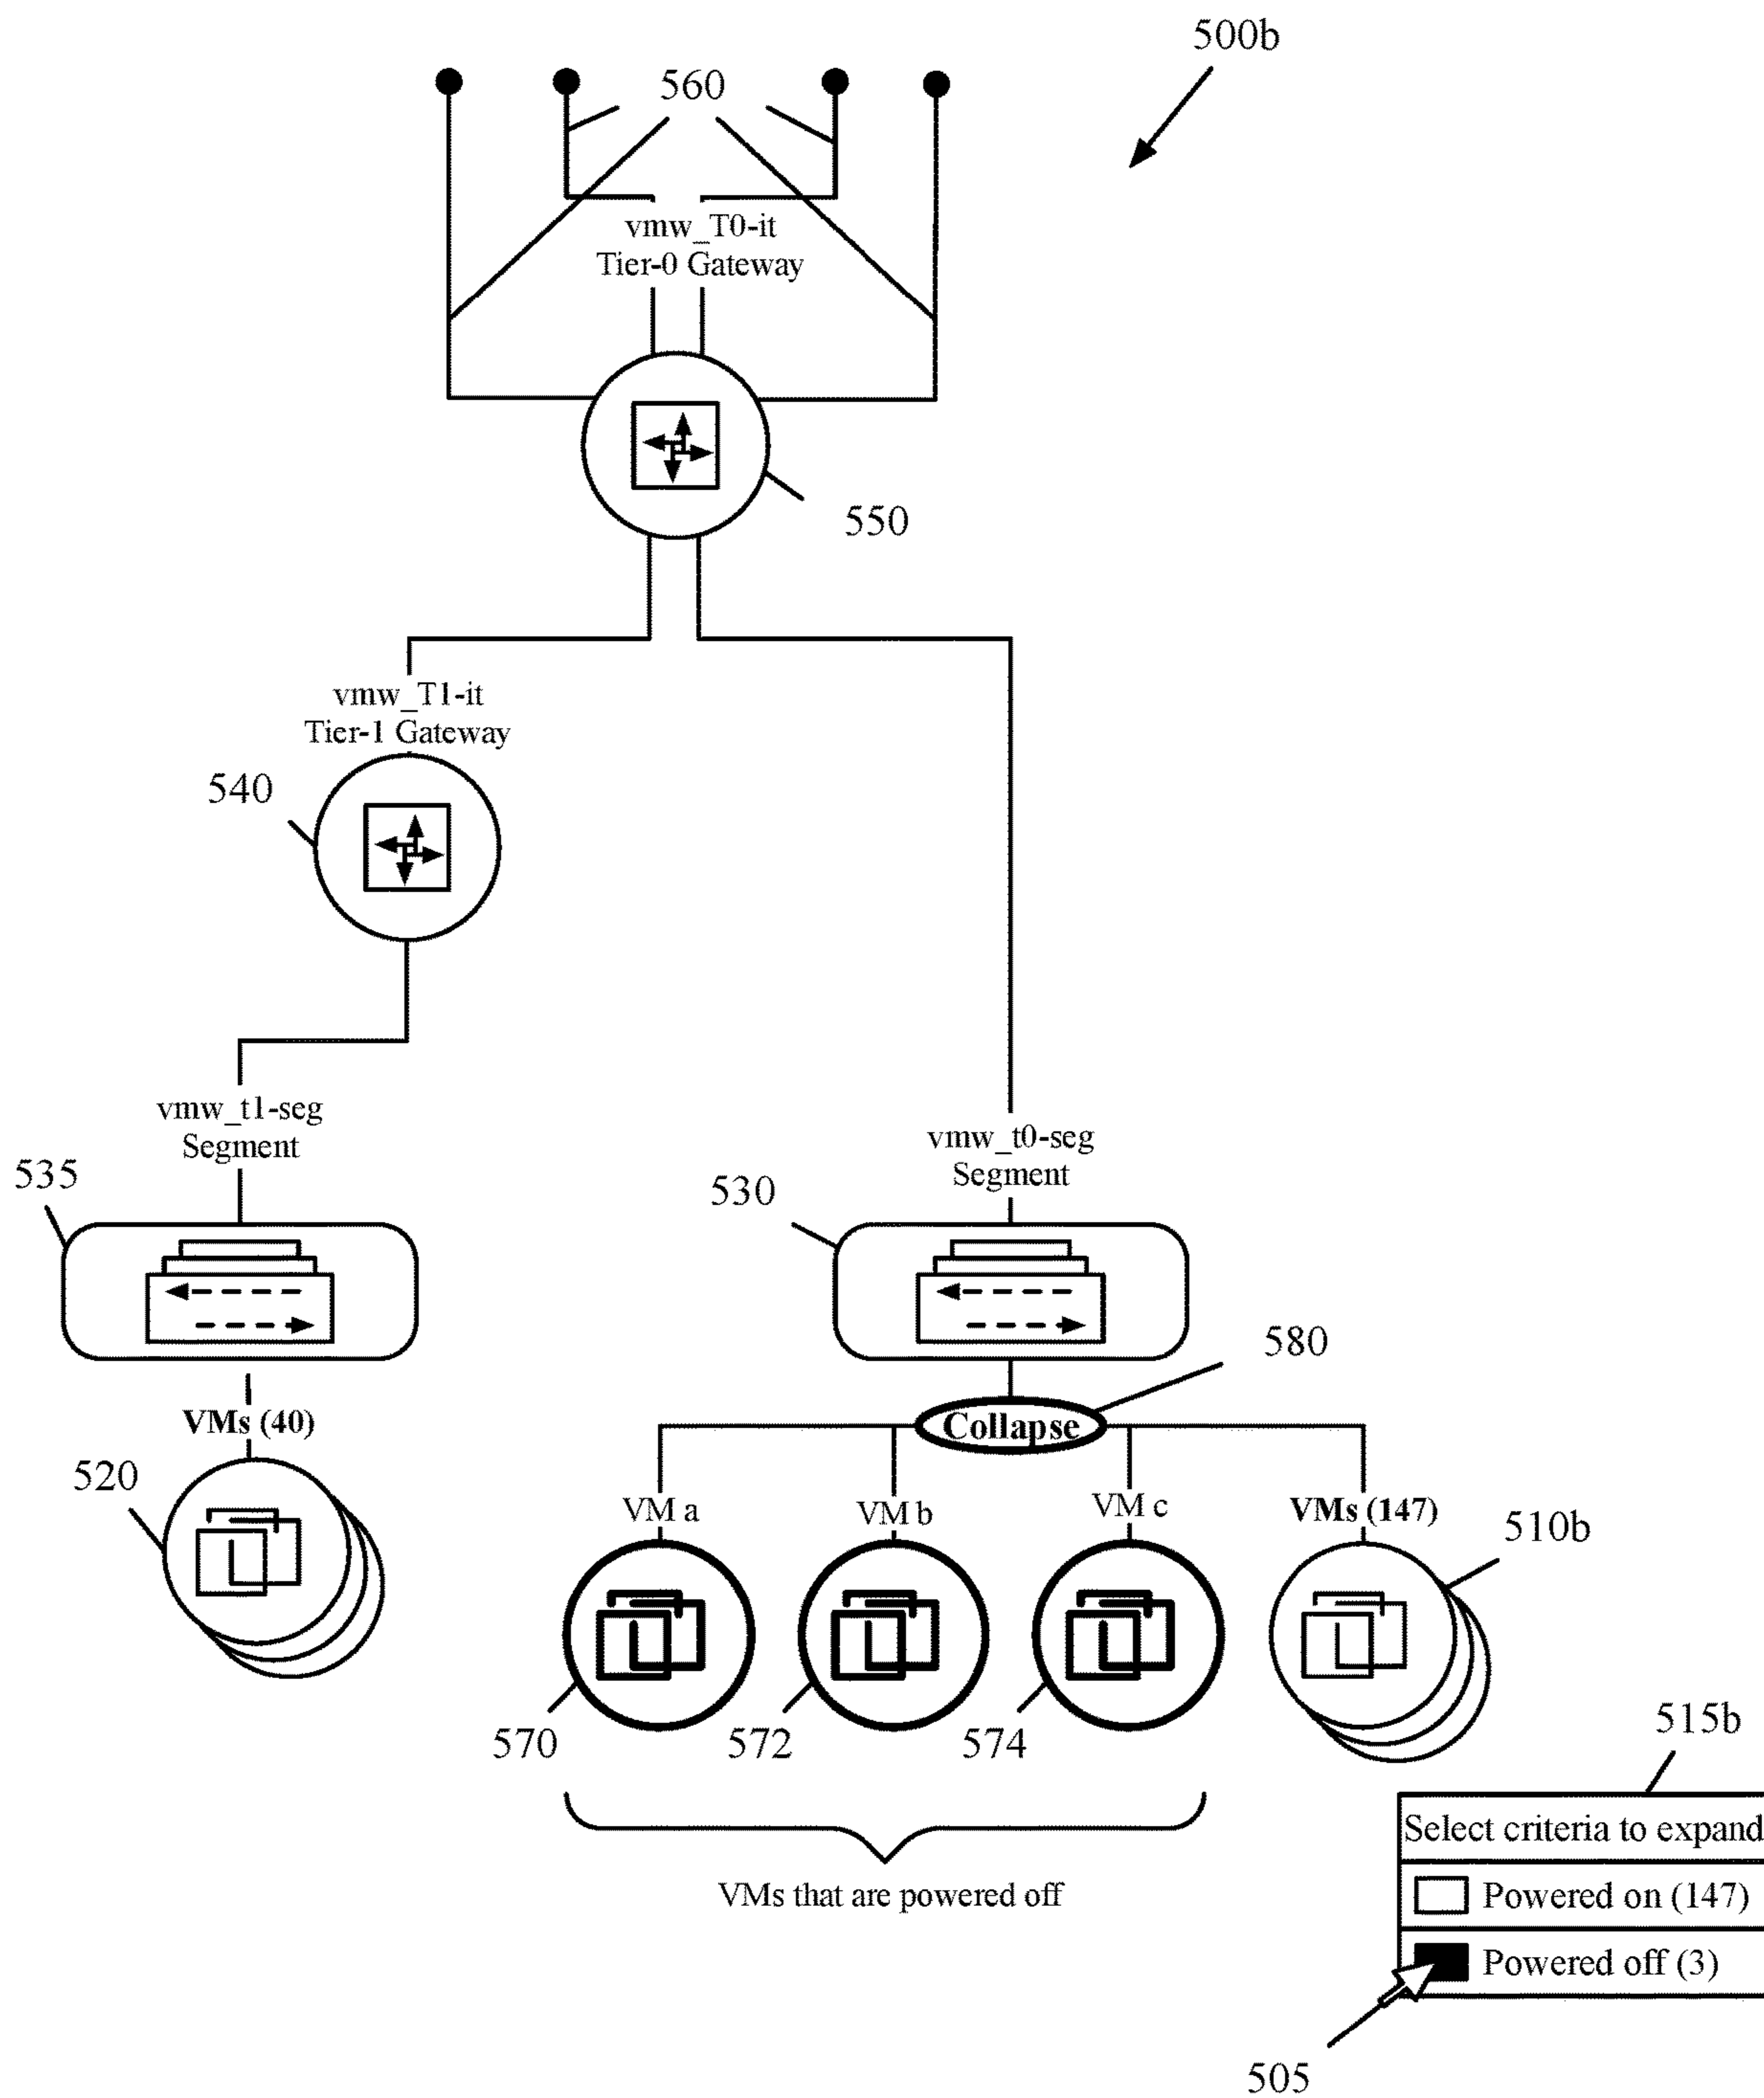 500b
560
vmw_T0-it
Tier-0 Gateway
550
vmw_T1-it
Tier-1 Gateway
540
vmw_t1-seg
Segment
vmw_t0-seg
Segment
535
530
580
VMs (40)
Collapse
520
VM a
VM b
VM c
VMs (147)
510b
570
572
574
515b
Select criteria to expand
Powered on (147)
VMs that are powered off
Powered off (3)
505